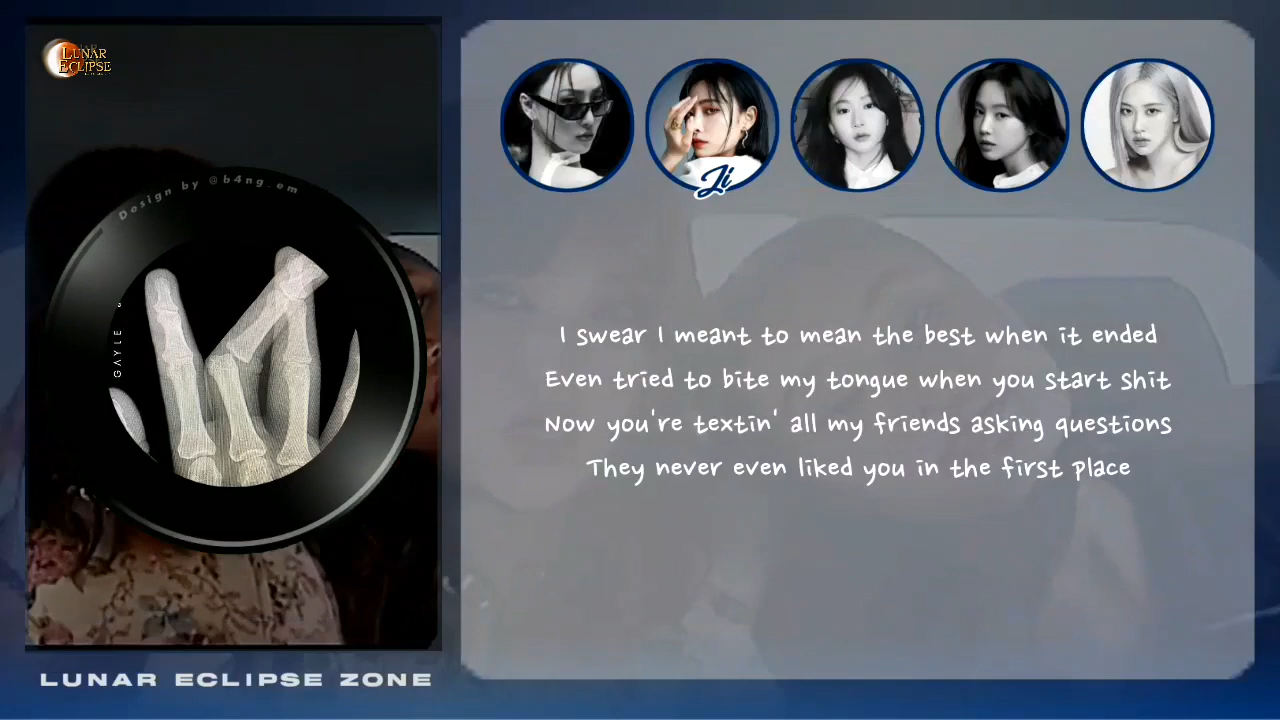 LUNAR
ECLIPSE
Design by @b4ng_em
GAYLE
Ji
I swear I meant to mean the best when it ended
Even tried to bite my tongue when you start shit
Now you're textin' all my friends asking questions
They never even liked you in the first place
LUNAR ECLIPSE ZONE